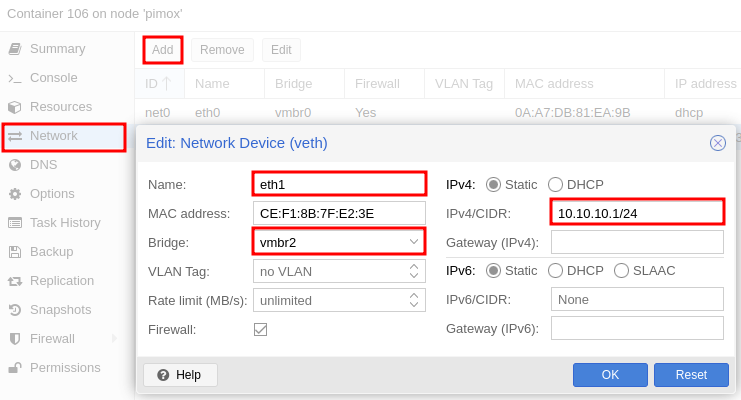 Container 106 on node 'pimox'
Summary
Console
Resources
Network
DNS
Options
Task History
Backup
Replication
Snapshots
Firewall
Permissions
Add Remove Edit
ID Name Bridge Firewall VLAN Tag MAC address IP address
net0 eth0 vmbr0 Yes 0A:A7:DB:81:EA:9B dhcp
Edit: Network Device (veth)
Name: eth1
MAC address: CE:F1:8B:7F:E2:3E
Bridge: vmbr2
VLAN Tag: no VLAN
Rate limit (MB/s): unlimited
Firewall:
IPv4: Static DHCP
IPv4/CIDR: 10.10.10.1/24
Gateway (IPv4):
IPv6: Static DHCP SLAAC
IPv6/CIDR: None
Gateway (IPv6):
Help OK Reset